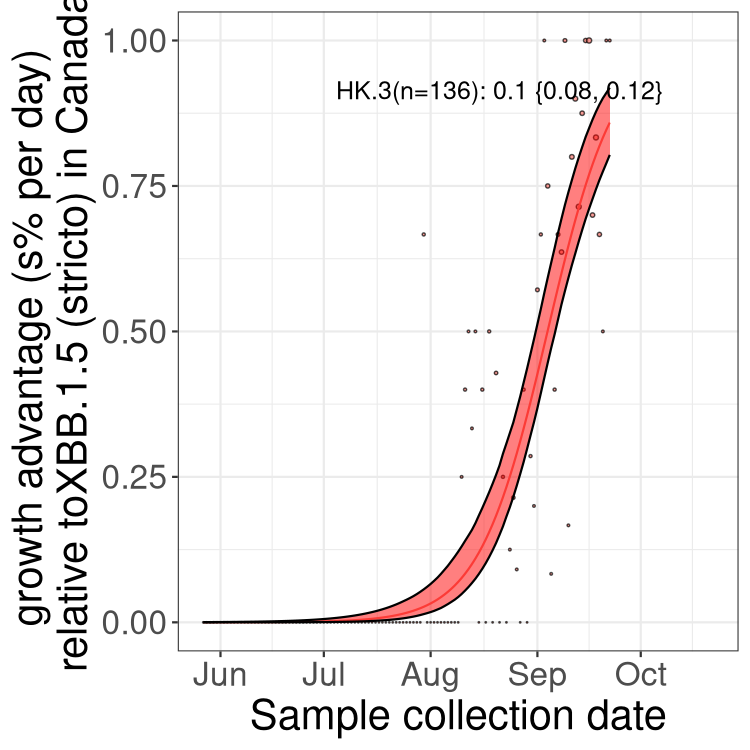 growth advantage (s% per day)
relative toXBB.1.5 (stricto) in Canada
1.00
0.75
0.50
0.25
0.00
HK.3(n=136): 0.1 {0.08, 0.12}
Jun Jul Aug Sep Oct
Sample collection date